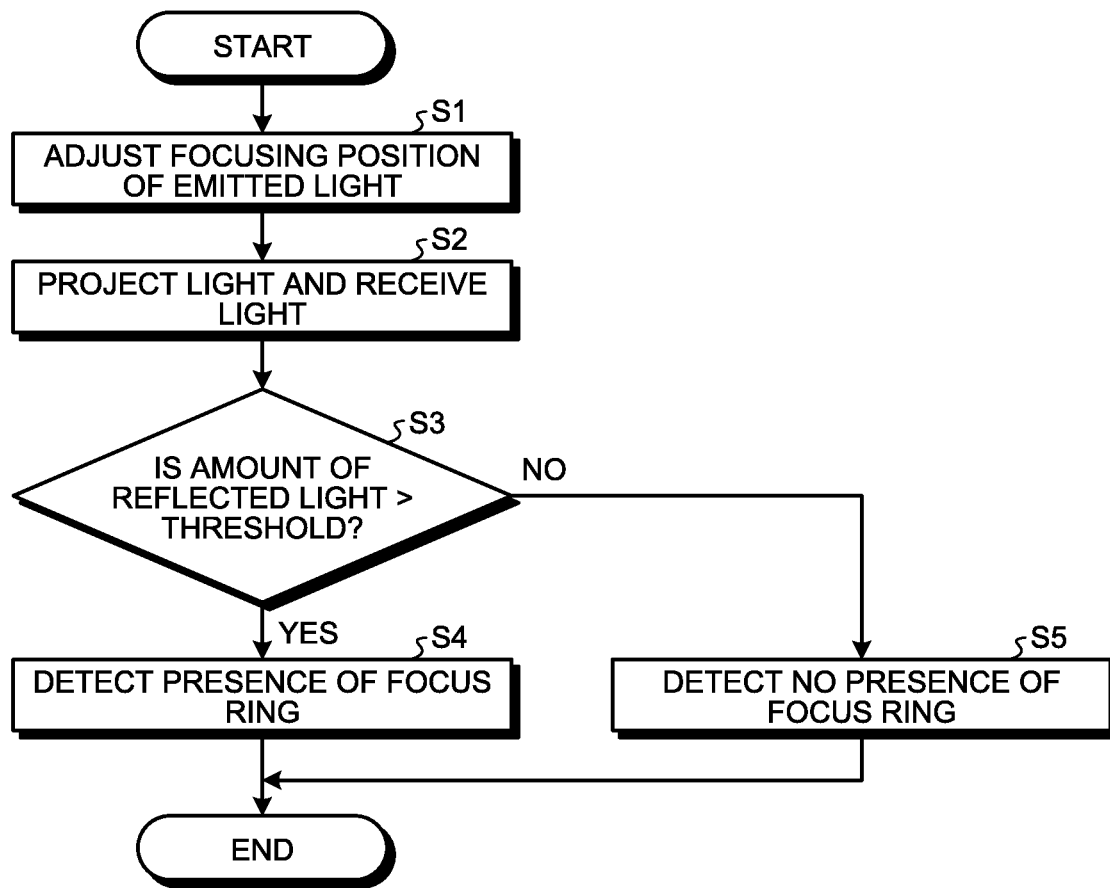 START
S1
ADJUST FOCUSING POSITION
OF EMITTED LIGHT
S2
PROJECT LIGHT AND RECEIVE
LIGHT
S3
IS AMOUNT OF
REFLECTED LIGHT >
THRESHOLD?
NO
YES
S4
DETECT PRESENCE OF FOCUS
RING
S5
DETECT NO PRESENCE OF
FOCUS RING
END